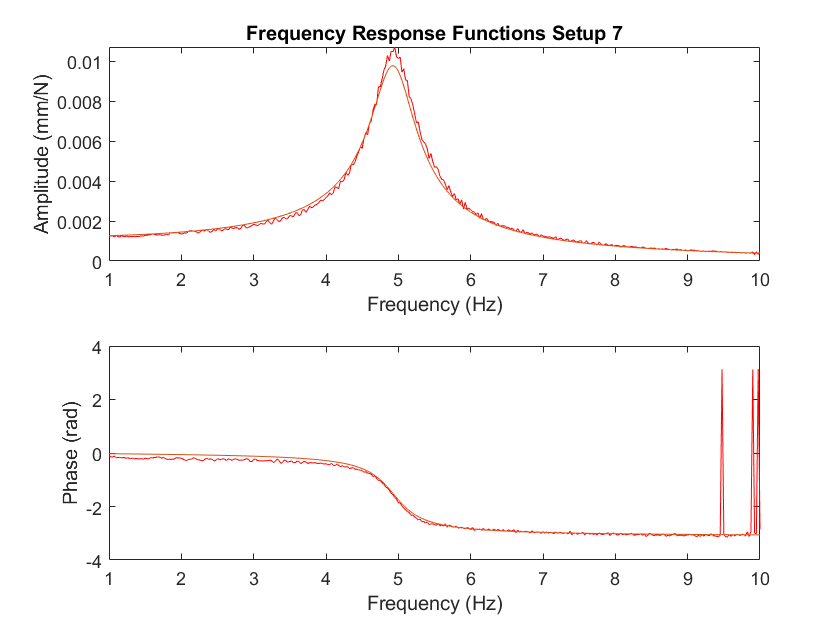 Frequency Response Functions Setup 7
Amplitude (mm/N)
0.01
0.008
0.006
0.004
0.002
0
1 2 3 4 5 6 7 8 9 10
Frequency (Hz)
Phase (rad)
4
2
0
-2
-4
1 2 3 4 5 6 7 8 9 10
Frequency (Hz)